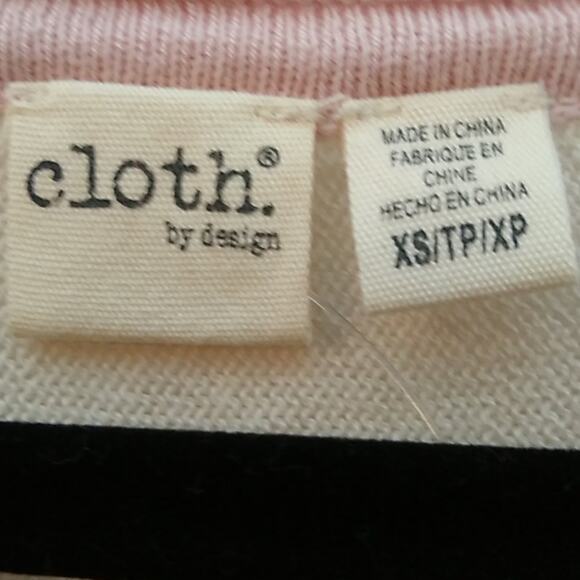 cloth.®
by design
MADE IN CHINA
FABRIQUE EN
CHINE
HECHO EN CHINA
XS/TP/XP